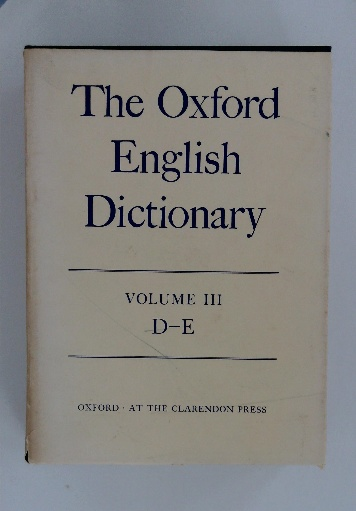 The Oxford
English
Dictionary
VOLUME III
D–E
OXFORD · AT THE CLARENDON PRESS